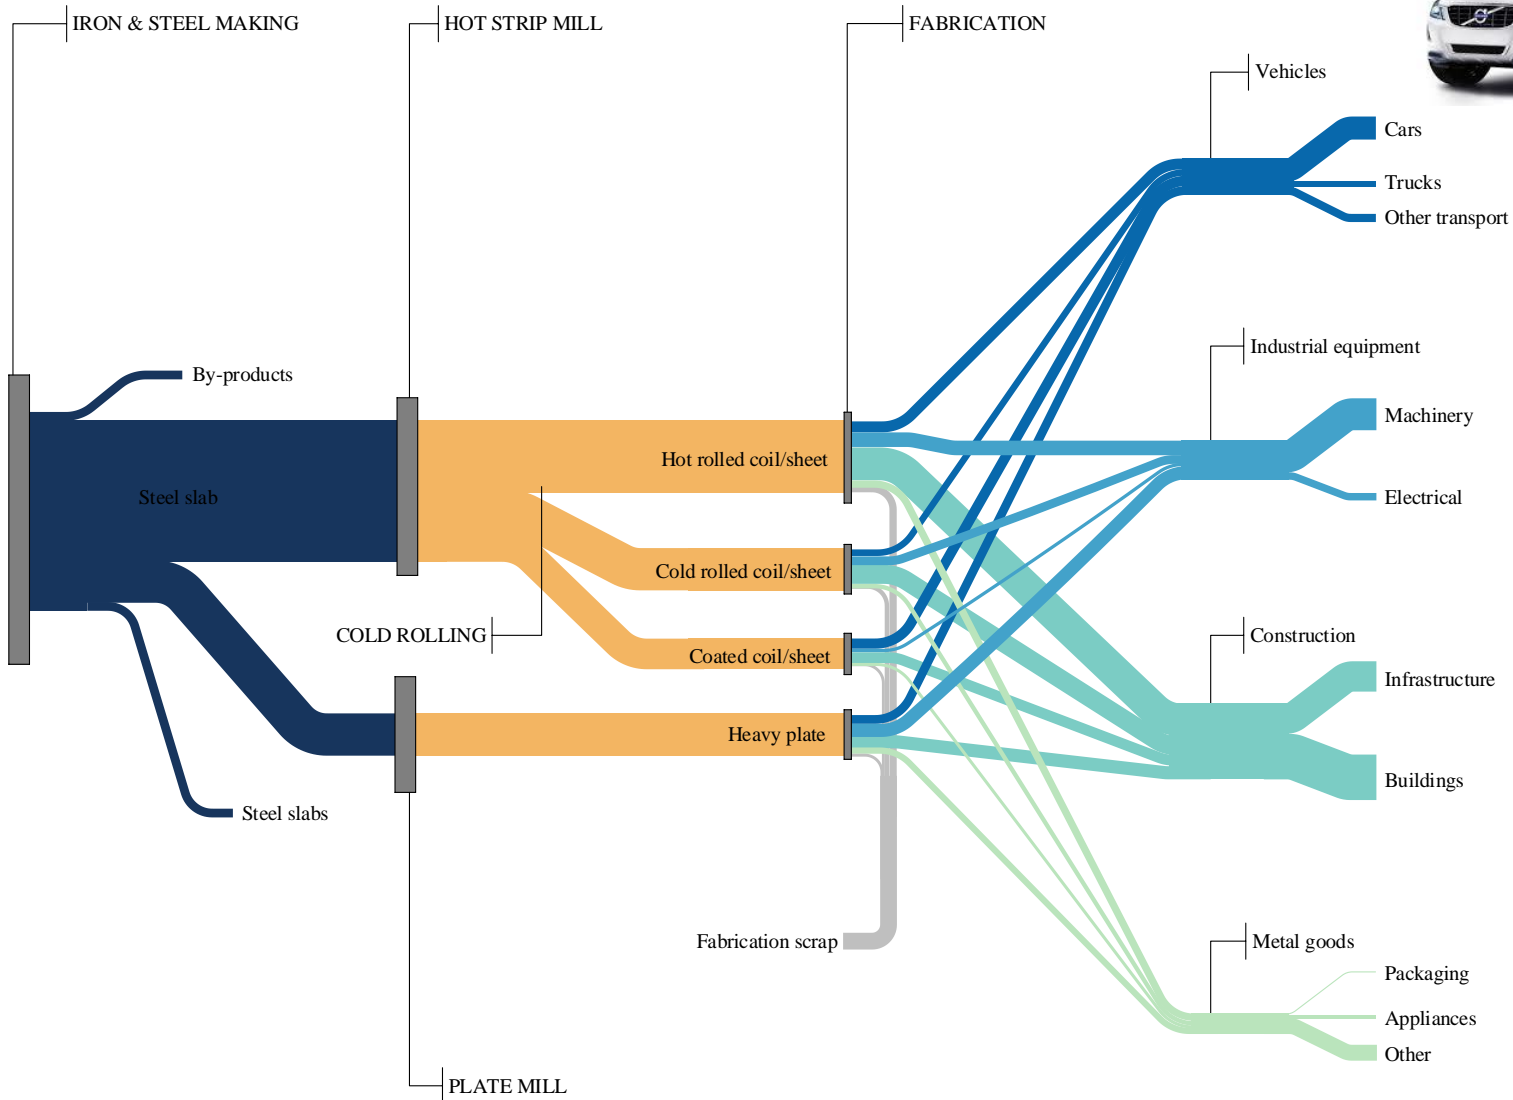 IRON & STEEL MAKING
HOT STRIP MILL
FABRICATION
Vehicles
Cars
Trucks
Other transport
Industrial equipment
By-products
Machinery
Hot rolled coil/sheet
Steel slab
Electrical
Cold rolled coil/sheet
COLD ROLLING
Construction
Coated coil/sheet
Infrastructure
Heavy plate
Buildings
Steel slabs
Fabrication scrap
Metal goods
Packaging
Appliances
Other
PLATE MILL